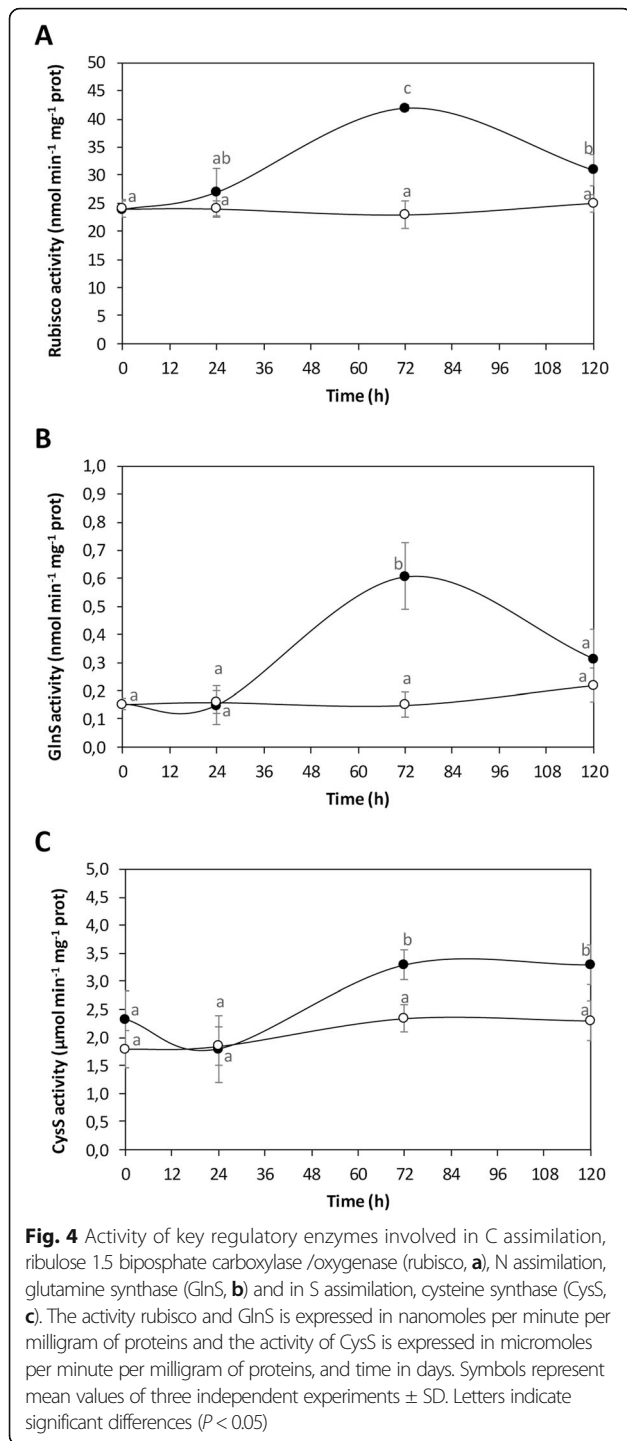 A
Rubisco activity (nmol min-1 mg-1 prot)
50
45
40
35
30
25
20
15
10
5
0
a
ab
a
c
a
b
a
0 12 24 36 48 60 72 84 96 108 120
Time (h)
B
GlnS activity (nmol min-1 mg-1 prot)
1,0
0,9
0,8
0,7
0,6
0,5
0,4
0,3
0,2
0,1
0,0
a
a
a
b
a
a
a
0 12 24 36 48 60 72 84 96 108 120
Time (h)
C
CysS activity (µmol min-1 mg-1 prot)
5,0
4,5
4,0
3,5
3,0
2,5
2,0
1,5
1,0
0,5
0,0
a
a
a
a
b
a
b
a
0 12 24 36 48 60 72 84 96 108 120
Time (h)
Fig. 4 Activity of key regulatory enzymes involved in C assimilation,
ribulose 1.5 biposphate carboxylase /oxygenase (rubisco, a), N assimilation,
glutamine synthase (GlnS, b) and in S assimilation, cysteine synthase (CysS,
c). The activity rubisco and GlnS is expressed in nanomoles per minute per
milligram of proteins and the activity of CysS is expressed in micromoles
per minute per milligram of proteins, and time in days. Symbols represent
mean values of three independent experiments ± SD. Letters indicate
significant differences (P < 0.05)